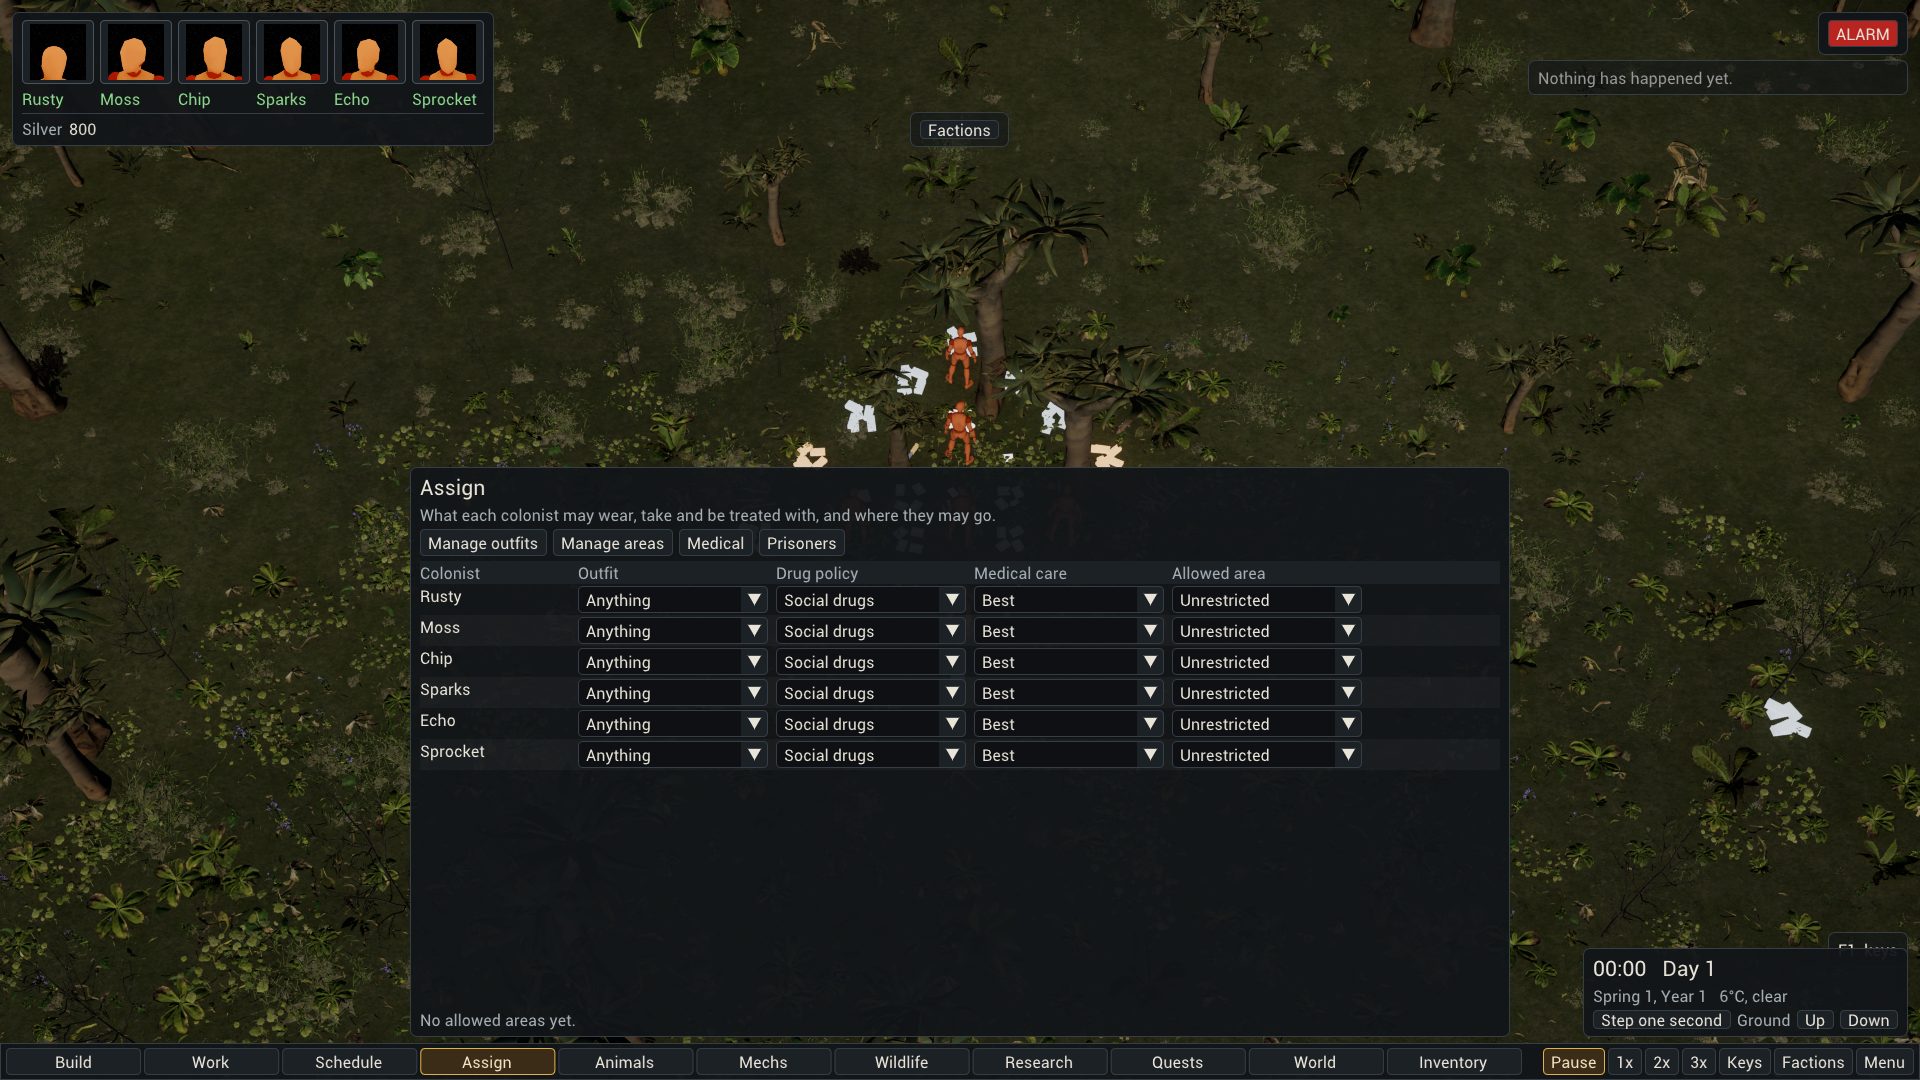 Rusty Moss Chip Sparks Echo Sprocket
Silver 800
ALARM
Nothing has happened yet.
Factions
Assign
What each colonist may wear, take and be treated with, and where they may go.
Manage outfits Manage areas Medical Prisoners
Colonist Outfit Drug policy Medical care Allowed area
Rusty Anything Social drugs Best Unrestricted
Moss Anything Social drugs Best Unrestricted
Chip Anything Social drugs Best Unrestricted
Sparks Anything Social drugs Best Unrestricted
Echo Anything Social drugs Best Unrestricted
Sprocket Anything Social drugs Best Unrestricted
No allowed areas yet.
F1 keys
00:00 Day 1
Spring 1, Year 1 6°C, clear
Step one second Ground Up Down
Build Work Schedule Assign Animals Mechs Wildlife Research Quests World Inventory Pause 1x 2x 3x Keys Factions Menu